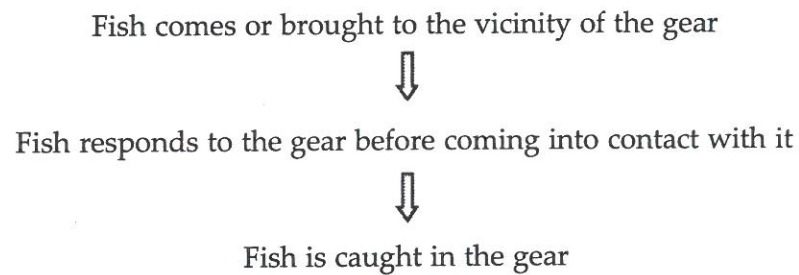 Fish comes or brought to the vicinity of the gear
Fish responds to the gear before coming into contact with it
Fish is caught in the gear